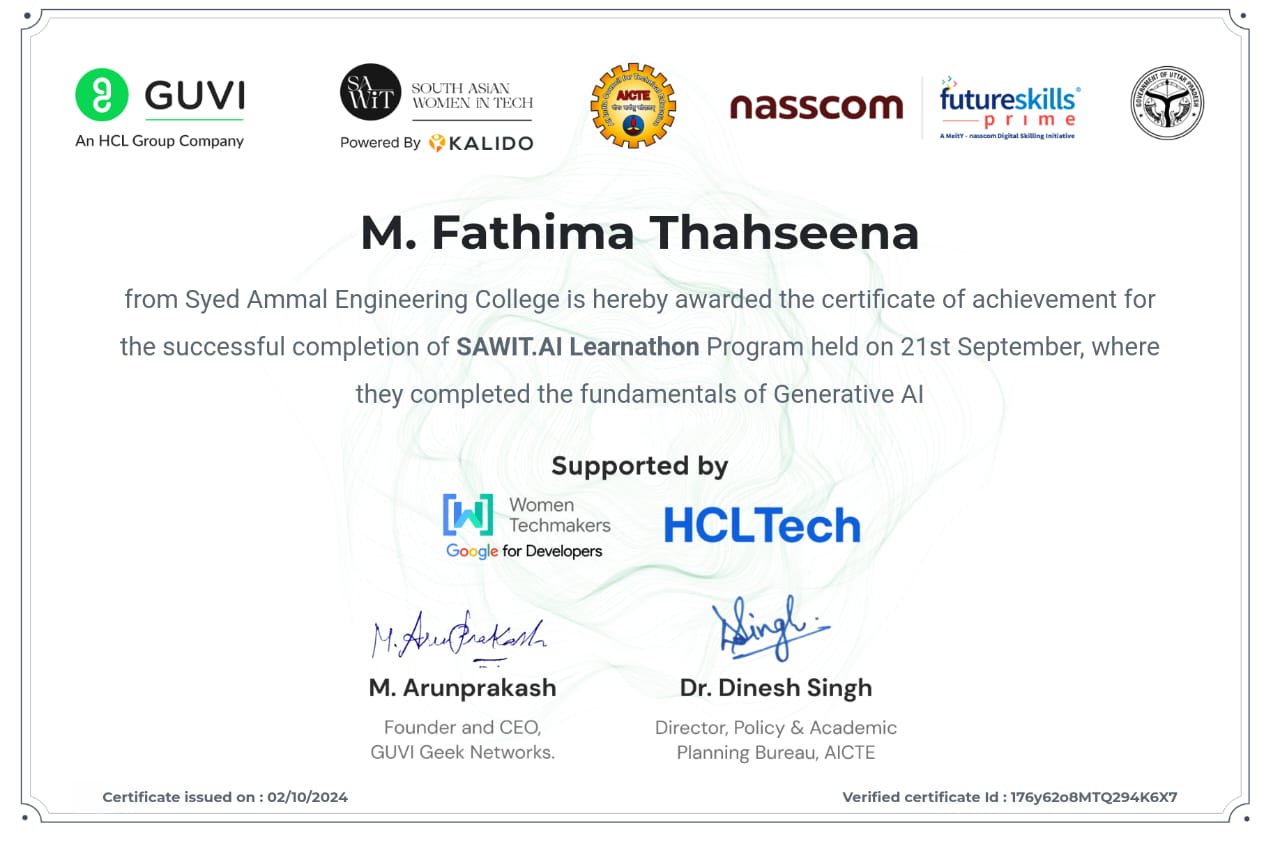 GUVI
An HCL Group Company
SAWiT
SOUTH ASIAN
WOMEN IN TECH
Powered By KALIDO
AICTE
nasscom
futureskills
prime
A MeitY - nasscom Digital Skilling Initiative
GOVERNMENT OF UTTAR PRADESH
M. Fathima Thahseena
from Syed Ammal Engineering College is hereby awarded the certificate of achievement for
the successful completion of SAWIT.AI Learnathon Program held on 21st September, where
they completed the fundamentals of Generative AI
Supported by
Women
Techmakers
Google for Developers
HCLTech
M. ArunPrakash
DSingh.
M. Arunprakash
Dr. Dinesh Singh
Founder and CEO,
GUVI Geek Networks.
Director, Policy & Academic
Planning Bureau, AICTE
Certificate issued on : 02/10/2024
Verified certificate Id : 176y62o8MTQ294K6X7